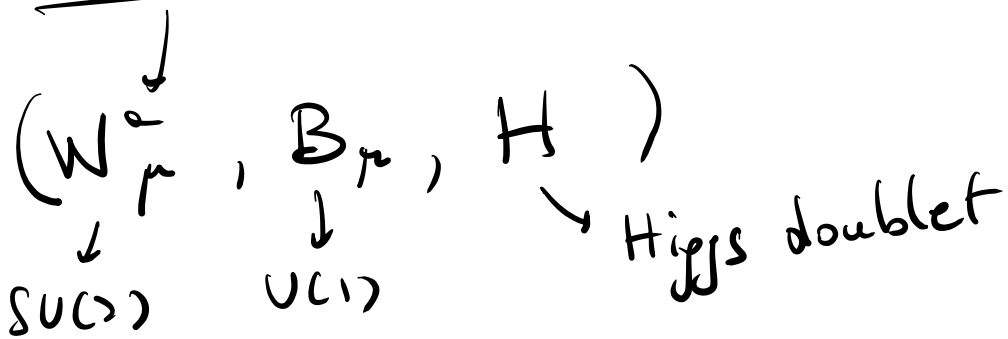 (W^a_μ, B_μ, H)
SU(2) U(1) Higgs doublet